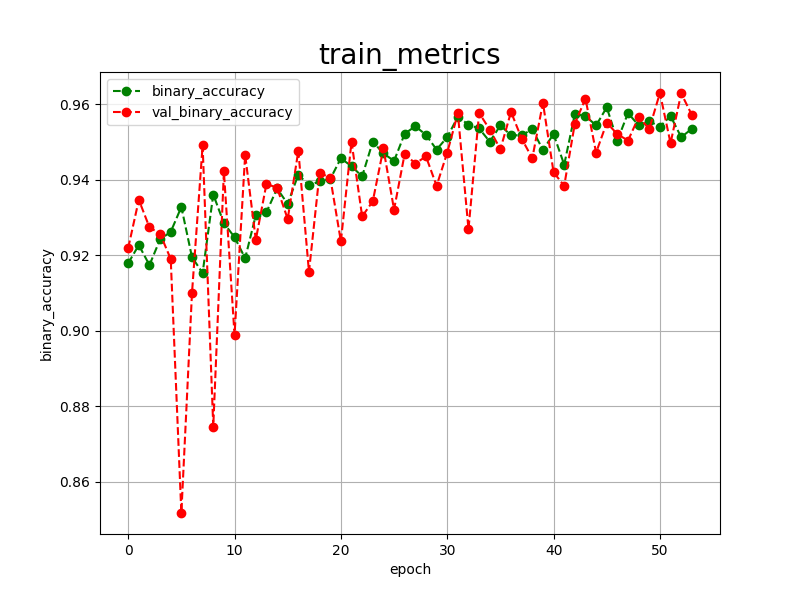 train_metrics
binary_accuracy
val_binary_accuracy
0.96
0.94
0.92
0.90
0.88
0.86
binary_accuracy
0 10 20 30 40 50
epoch